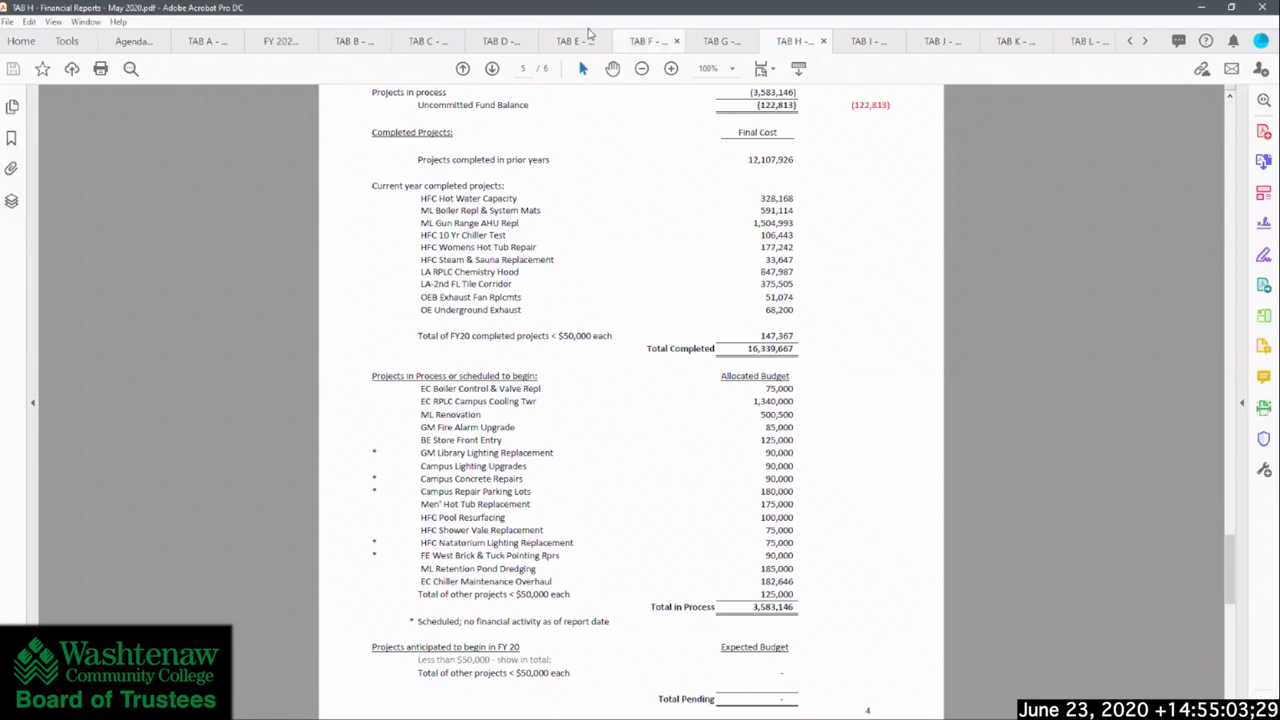 TAB H - Financial Reports - May 2020.pdf - Adobe Acrobat Pro DC
File Edit View Window Help
Home Tools Agenda... TAB A - ... FY 202... TAB B - ... TAB C - ... TAB D -... TAB E - ... TAB F - ... TAB G -... TAB H -... TAB I - ... TAB J - ... TAB K - ... TAB L - ...
5 / 6 100%
Projects in process (3,583,146)
Uncommitted Fund Balance (122,813) (122,813)
Completed Projects: Final Cost
Projects completed in prior years 12,107,926
Current year completed projects:
HFC Hot Water Capacity 328,168
ML Boiler Repl & System Mats 591,114
ML Gun Range AHU Repl 1,504,993
HFC 10 Yr Chiller Test 106,443
HFC Womens Hot Tub Repair 177,242
HFC Steam & Sauna Replacement 33,647
LA RPLC Chemistry Hood 847,987
LA-2nd FL Tile Corridor 375,505
OEB Exhaust Fan Rplcmts 51,074
OE Underground Exhaust 68,200
Total of FY20 completed projects < $50,000 each 147,367
Total Completed 16,339,667
Projects in Process or scheduled to begin: Allocated Budget
EC Boiler Control & Valve Repl 75,000
EC RPLC Campus Cooling Twr 1,340,000
ML Renovation 500,500
GM Fire Alarm Upgrade 85,000
BE Store Front Entry 125,000
* GM Library Lighting Replacement 90,000
Campus Lighting Upgrades 90,000
* Campus Concrete Repairs 90,000
* Campus Repair Parking Lots 180,000
Men' Hot Tub Replacement 175,000
HFC Pool Resurfacing 100,000
HFC Shower Vale Replacement 75,000
* HFC Natatorium Lighting Replacement 75,000
* FE West Brick & Tuck Pointing Rprs 90,000
ML Retention Pond Dredging 185,000
EC Chiller Maintenance Overhaul 182,646
Total of other projects < $50,000 each 125,000
Total in Process 3,583,146
* Scheduled; no financial activity as of report date
Projects anticipated to begin in FY 20 Expected Budget
Less than $50,000 - show in total:
Total of other projects < $50,000 each -
Total Pending -
4
Washtenaw
Community College
Board of Trustees
June 23, 2020 +14:55:03;29